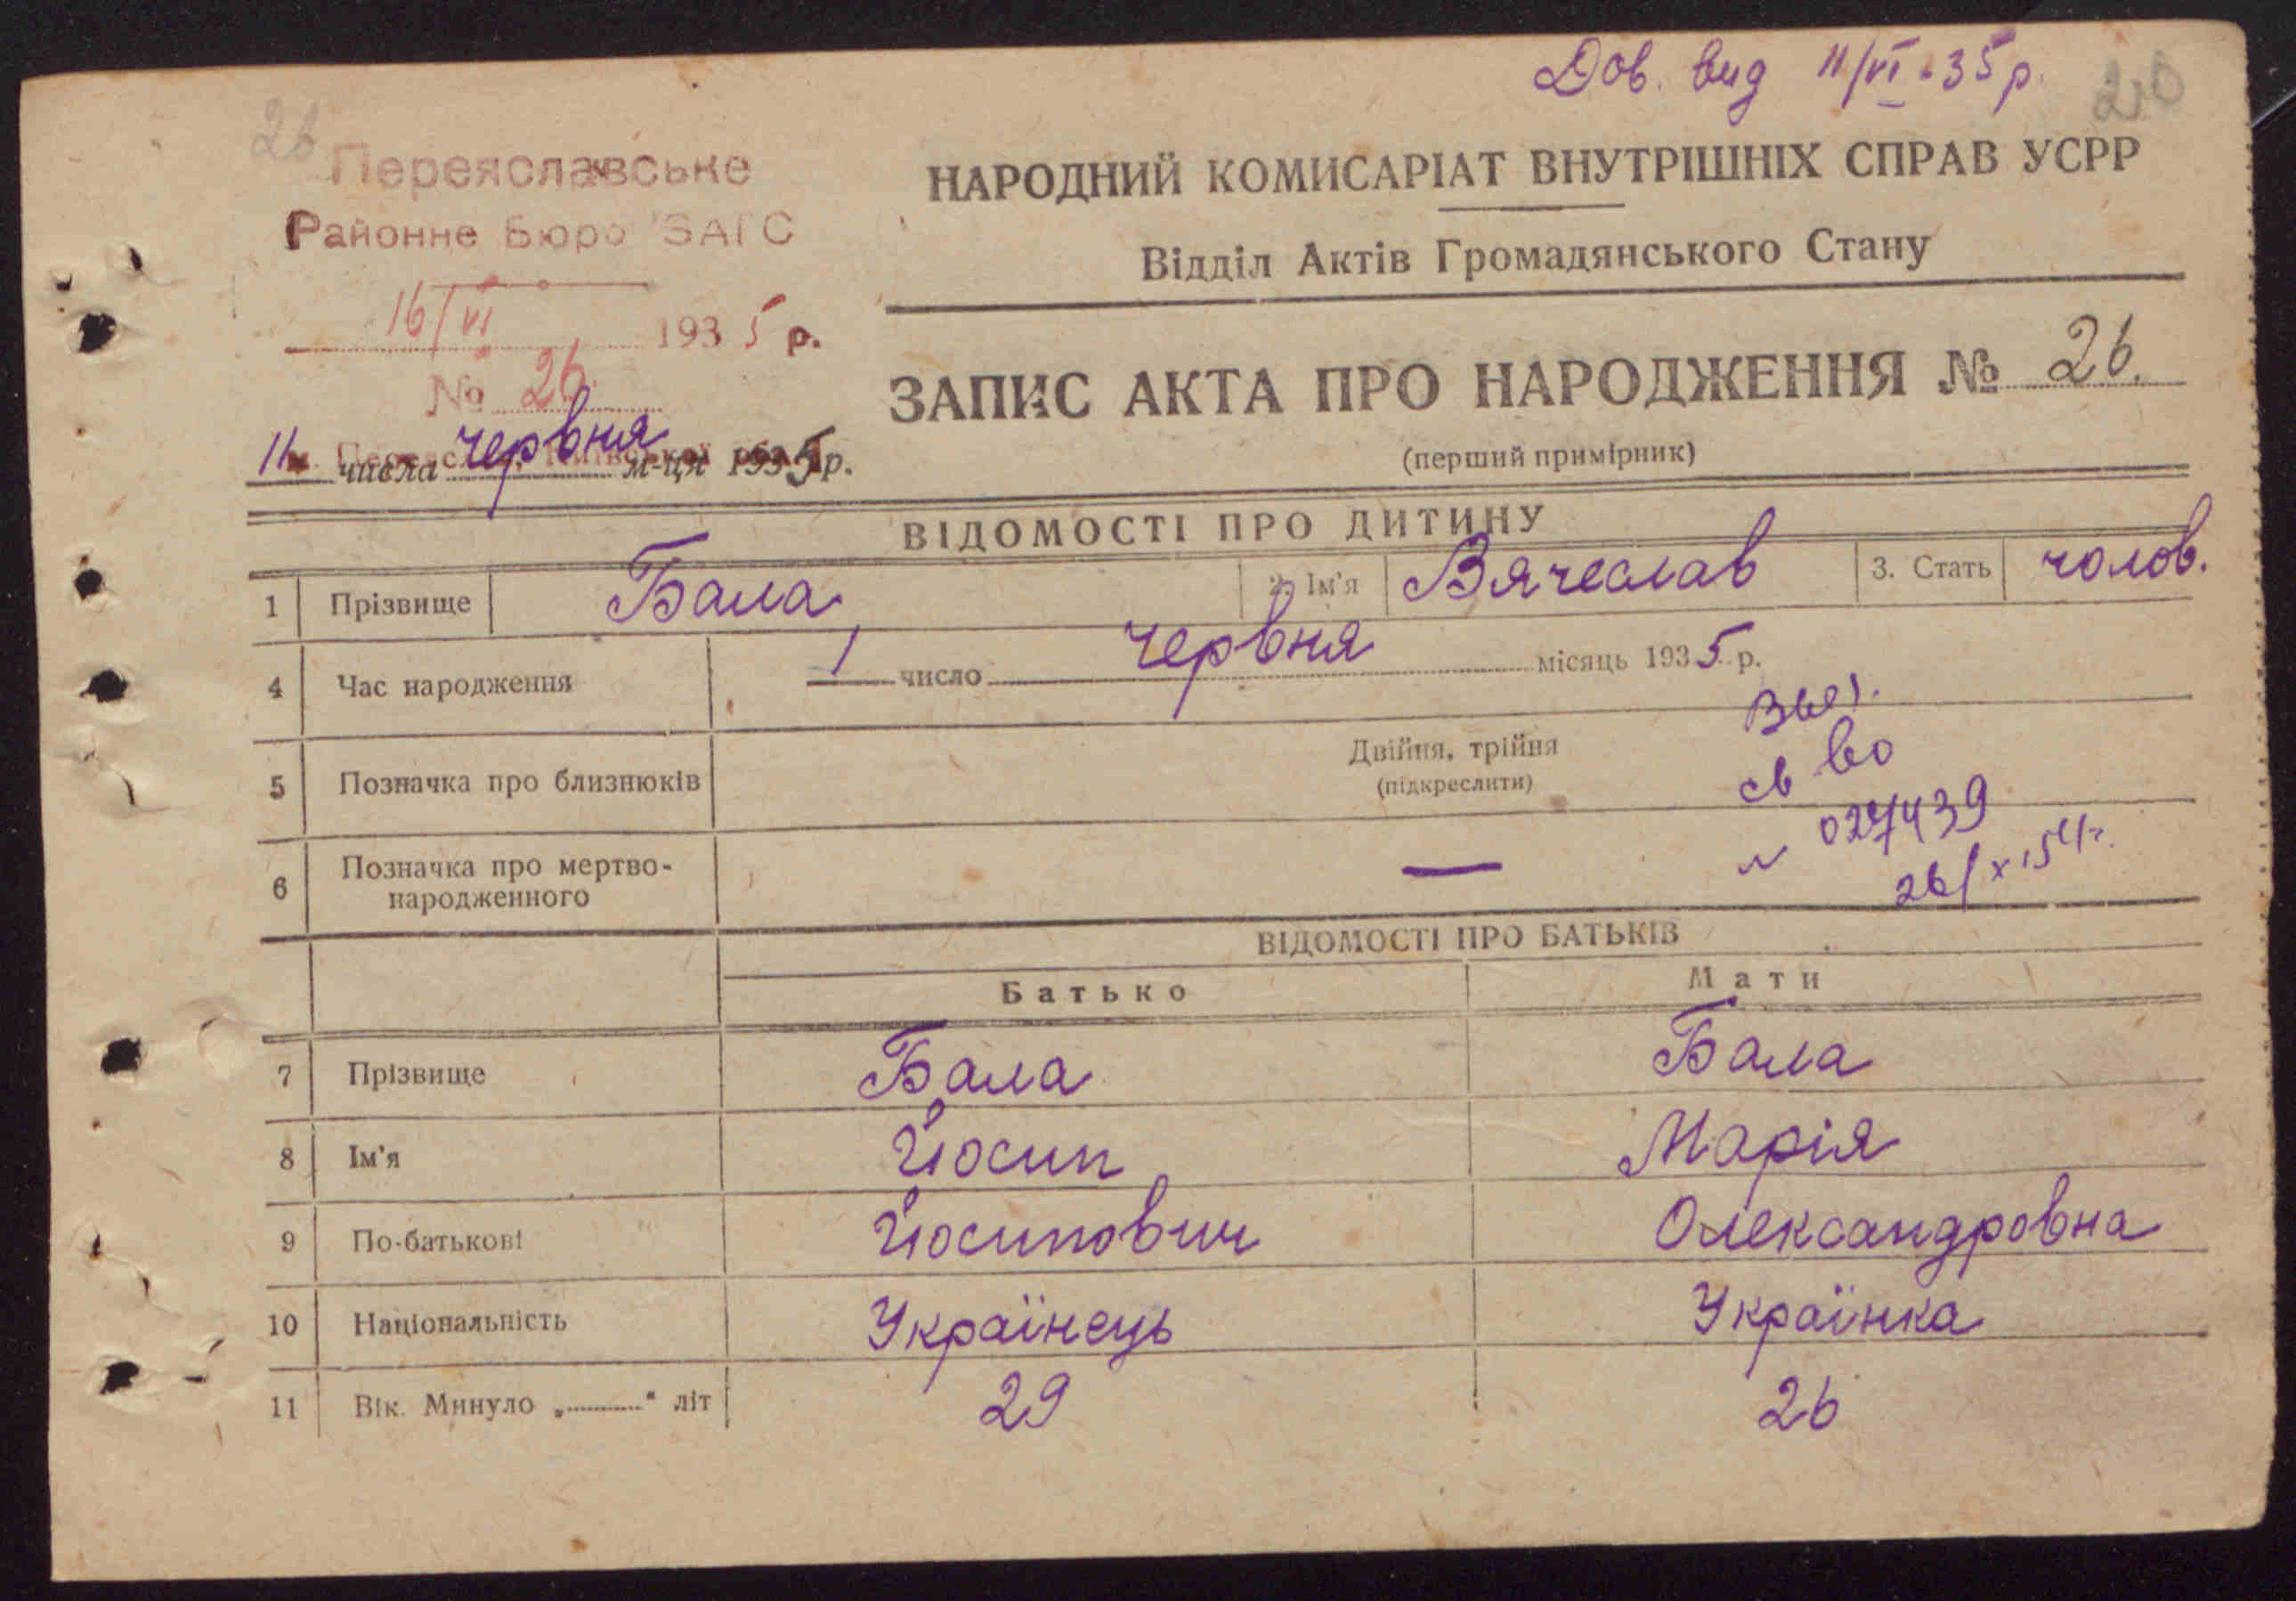 Дов. вид 11/VI.35 р.
26
Переяславське
Районне Бюро ЗАГС
16/VI 1935 р.
№ 26
11 числа червня м-ця 1935 р.
НАРОДНИЙ КОМИСАРІАТ ВНУТРІШНІХ СПРАВ УСРР
Відділ Актів Громадянського Стану
ЗАПИС АКТА ПРО НАРОДЖЕННЯ № 26.
(перший примірник)
ВІДОМОСТІ ПРО ДИТИНУ
1 Прізвище Бала 2. Ім'я Вячеслав 3. Стать чолов.
4 Час народження 1 число червня місяць 1935 р.
5 Позначка про близнюків Двійня, трійня
(підкреслити)
св во
027439
6 Позначка про мертво-
народженного —
ВІДОМОСТІ ПРО БАТЬКІВ
Батько Мати
7 Прізвище Бала Бала
8 Ім'я Йосип Марія
9 По-батькові Йосипович Олександровна
10 Національність Українець Українка
11 Вік. Минуло „ “ літ 29 26